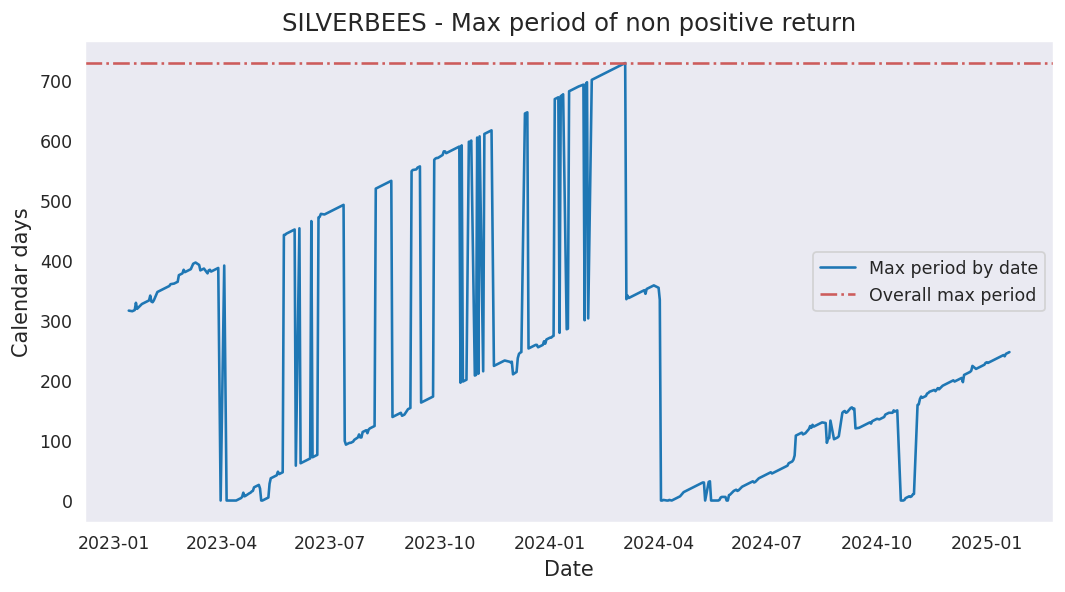 SILVERBEES - Max period of non positive return
Calendar days
700
600
500
400
300
200
100
0
Max period by date
Overall max period
2023-01 2023-04 2023-07 2023-10 2024-01 2024-04 2024-07 2024-10 2025-01
Date